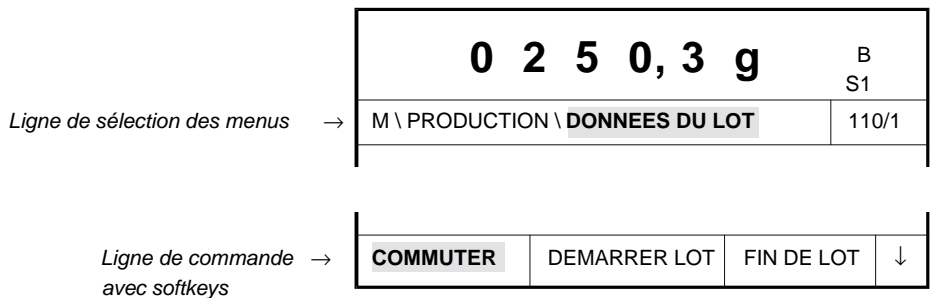 0 2 5 0, 3 g
B
S1
Ligne de sélection des menus →
M \ PRODUCTION \ DONNEES DU LOT
110/1
Ligne de commande →
avec softkeys
COMMUTER
DEMARRER LOT
FIN DE LOT
↓